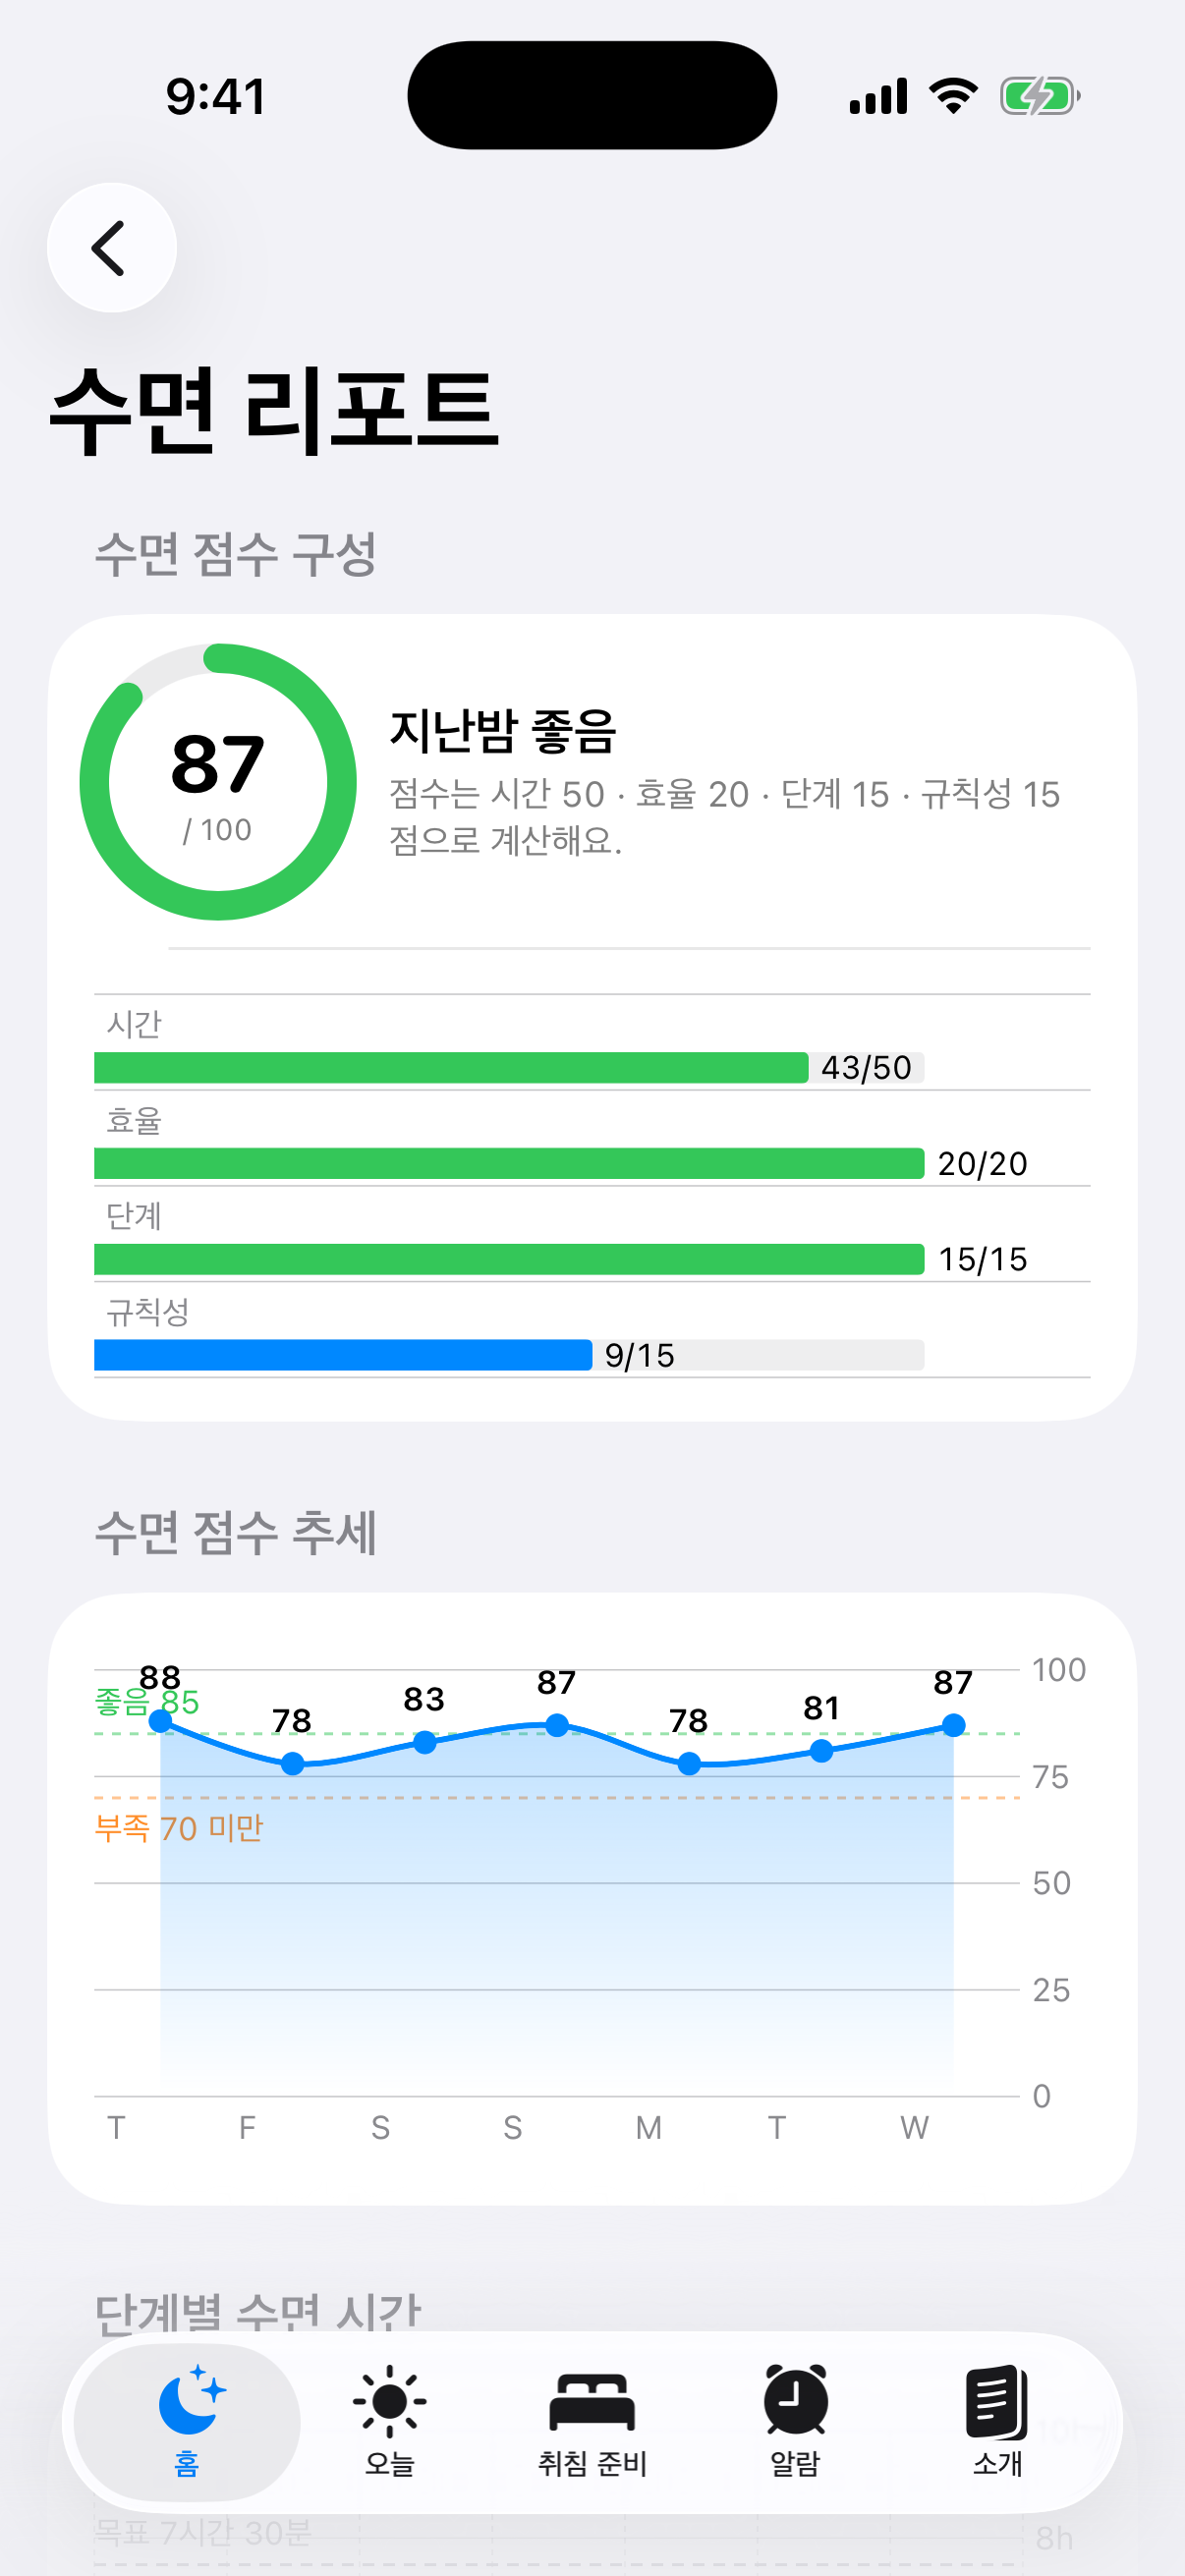 9:41
수면 리포트
수면 점수 구성
87
/ 100
지난밤 좋음
점수는 시간 50 · 효율 20 · 단계 15 · 규칙성 15
점으로 계산해요.
시간
43/50
효율
20/20
단계
15/15
규칙성
9/15
수면 점수 추세
100
88
87
87
좋음 85
83
78
78
81
75
부족 70 미만
50
25
0
T F S S M T W
단계별 수면 시간
홈
오늘
취침 준비
알람
소개
목표 7시간 30분
8h